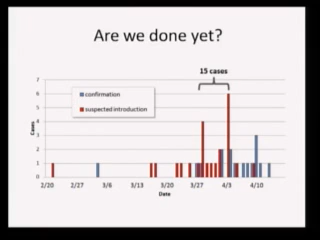 Are we done yet?
15 cases
7
6
5
4
3
2
1
0
Cases
confirmation
suspected introduction
2/20 2/27 3/6 3/13 3/20 3/27 4/3 4/10
Date